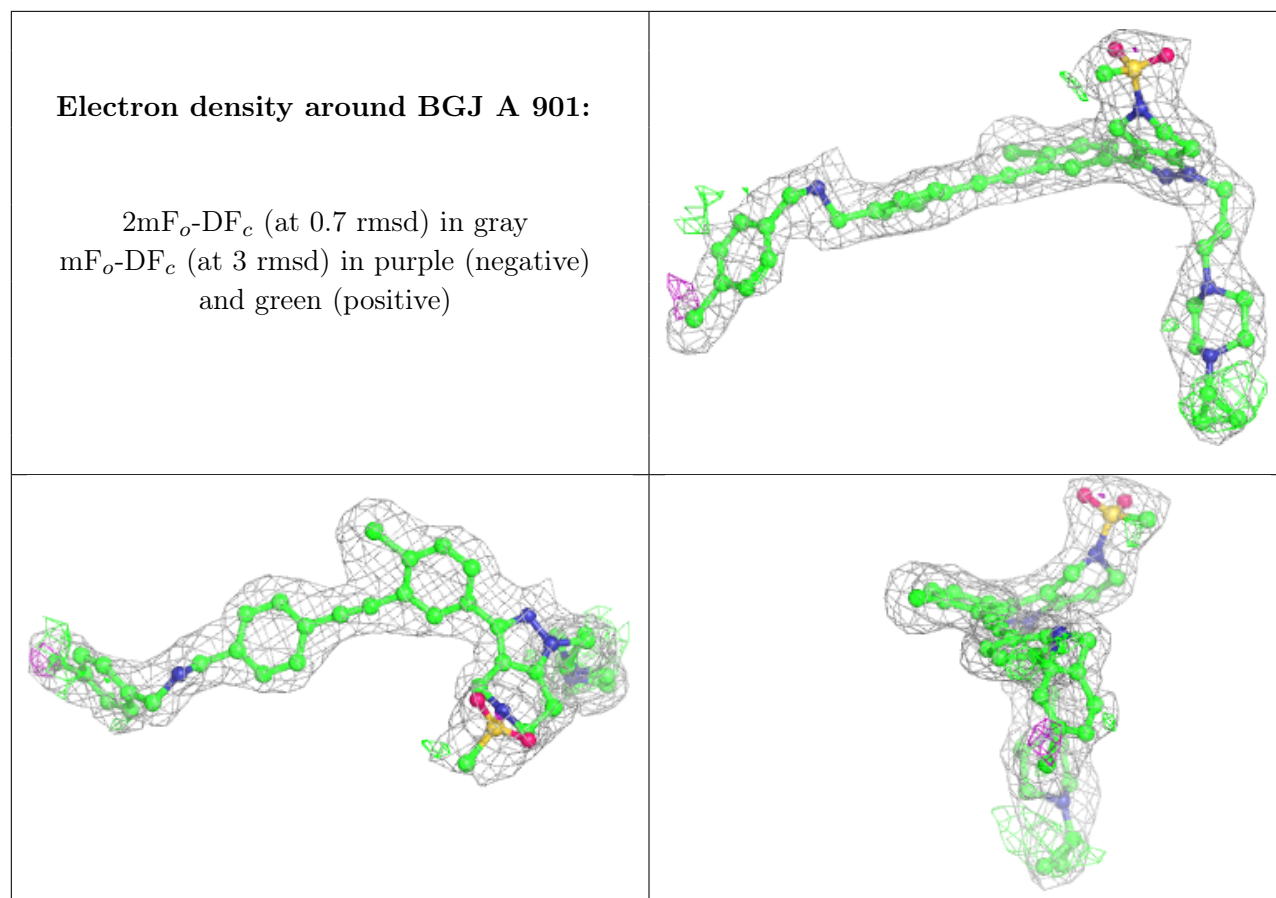 Electron density around BGJ A 901:
2mFo-DFc (at 0.7 rmsd) in gray
mFo-DFc (at 3 rmsd) in purple (negative)
and green (positive)